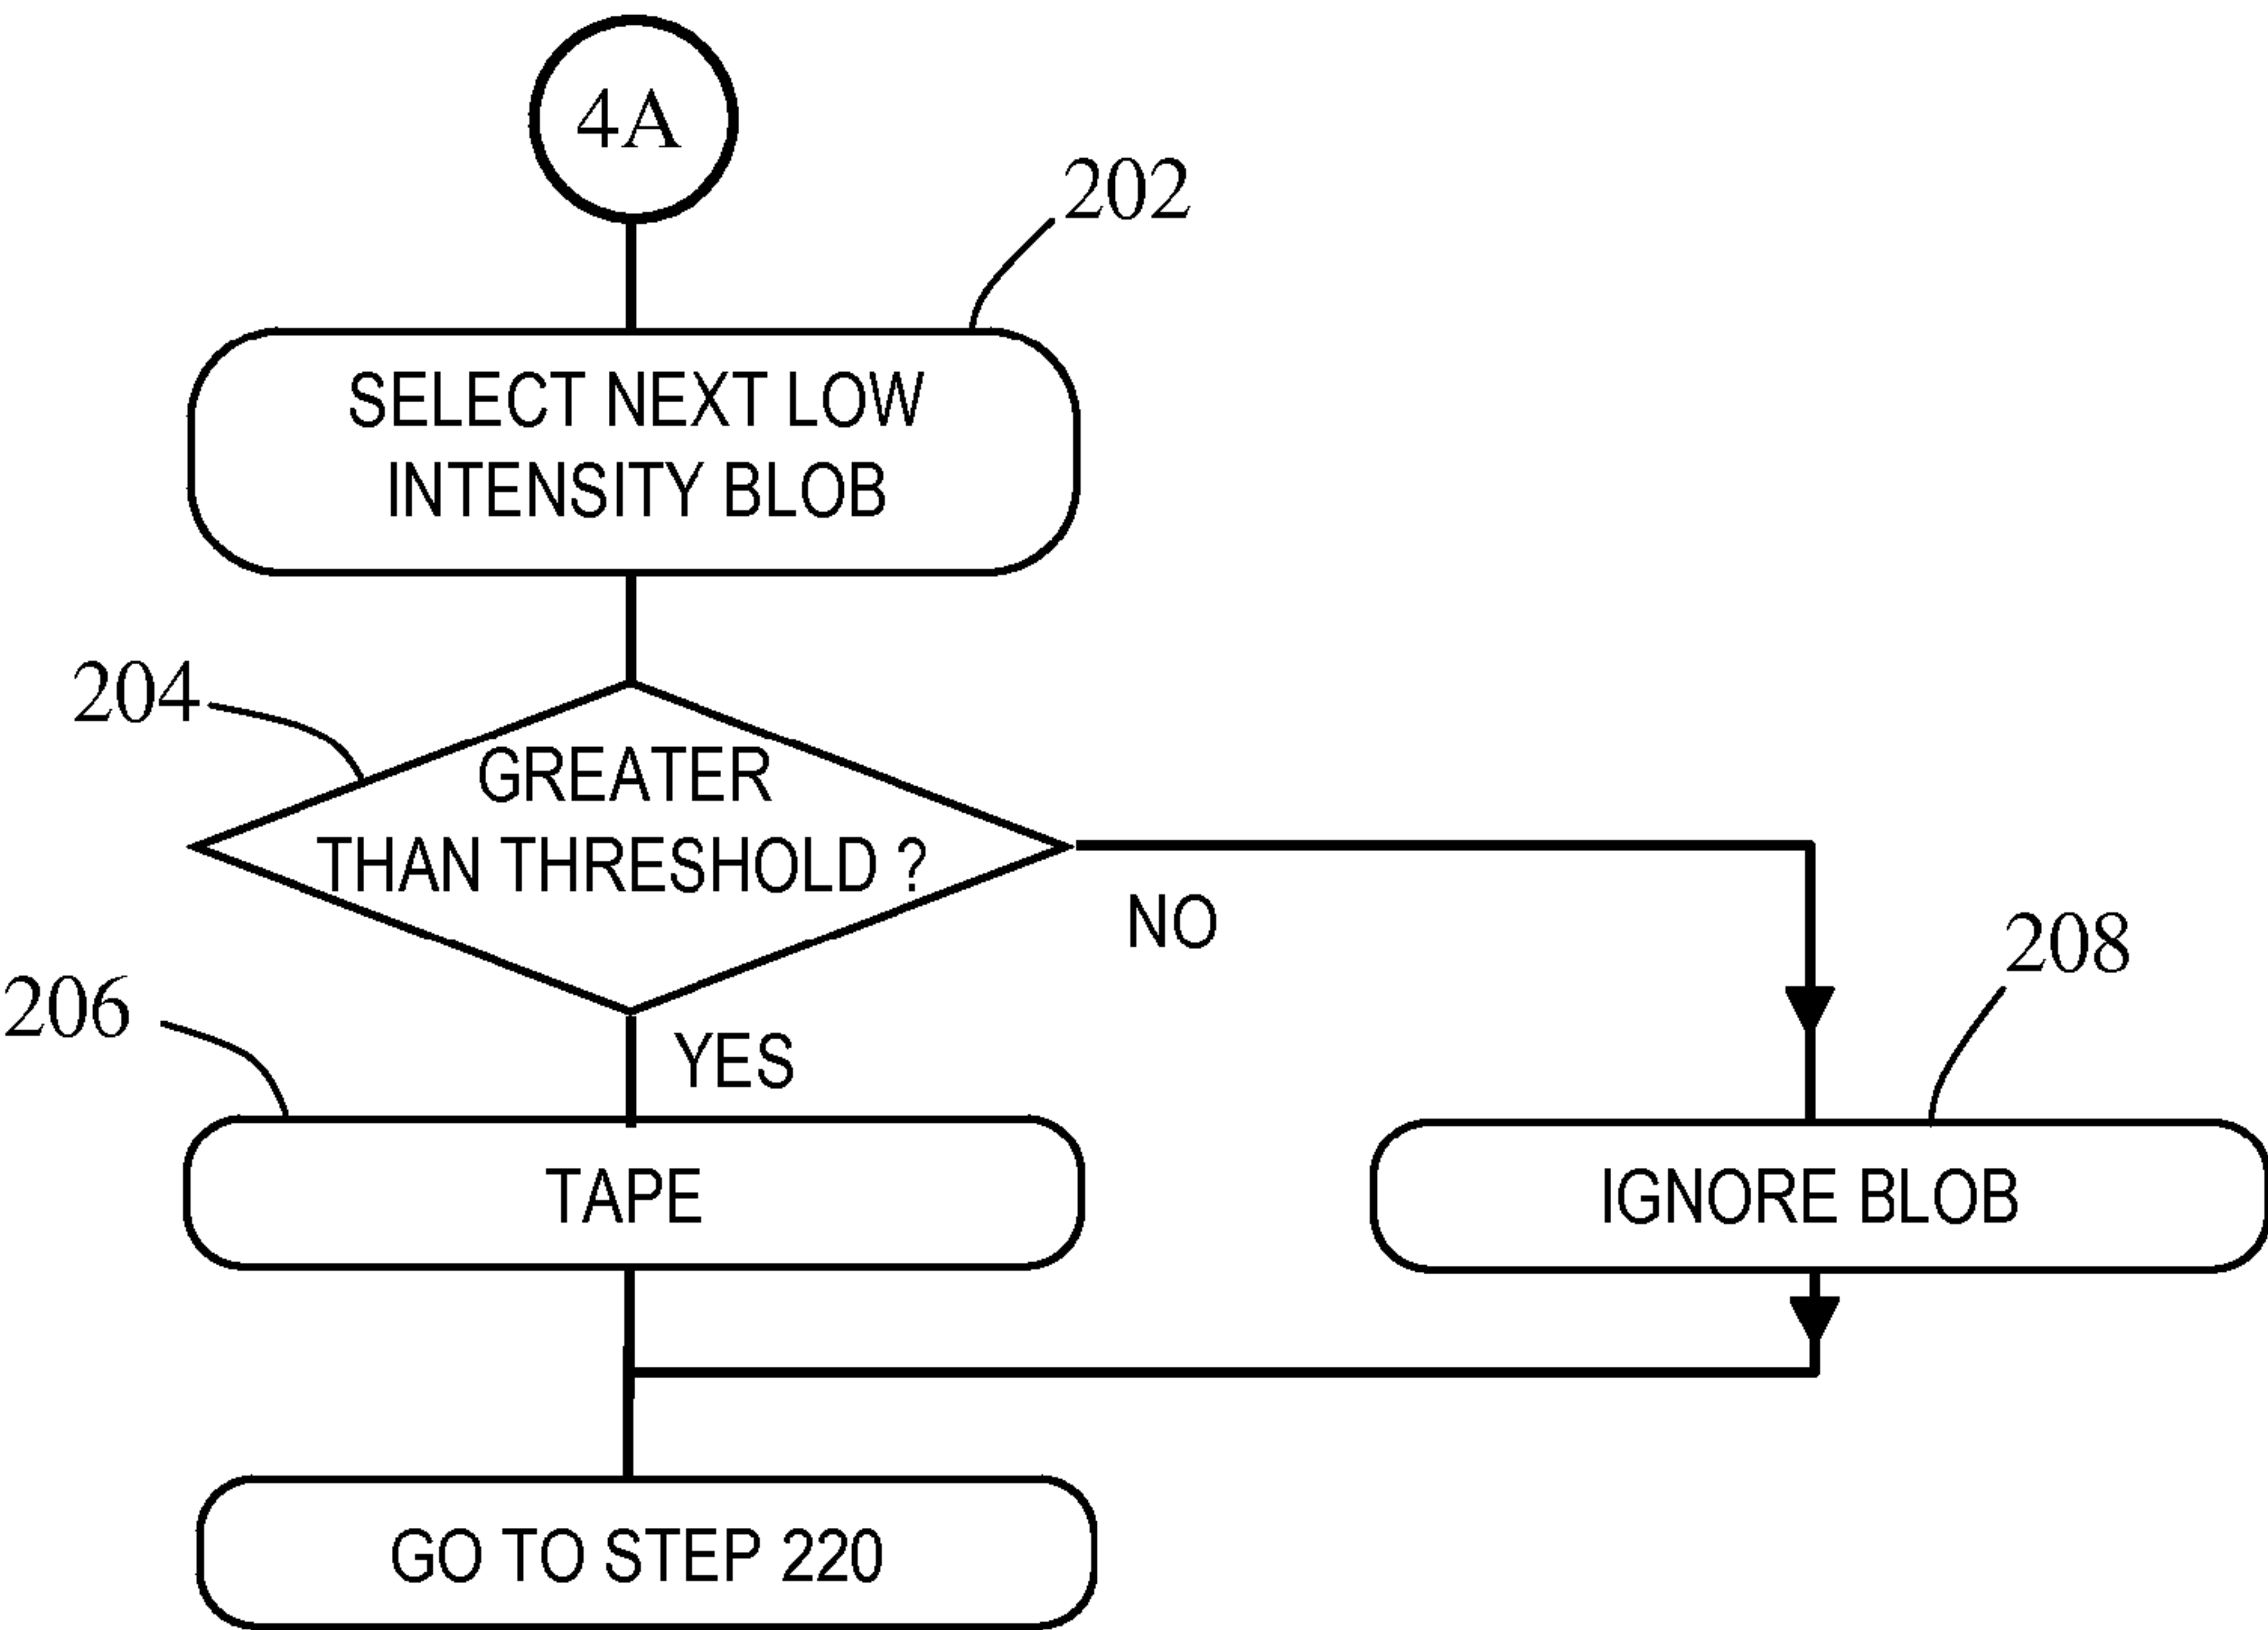 4A
202
SELECT NEXT LOW
INTENSITY BLOB
204
GREATER
THAN THRESHOLD ?
NO
208
206
YES
TAPE
IGNORE BLOB
GO TO STEP 220